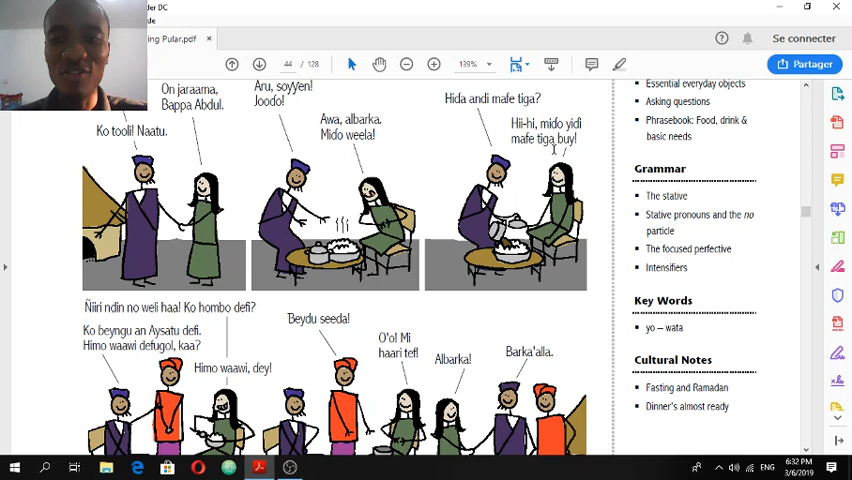 der DC
de
ing Pular.pdf
Se connecter
44 / 128
139%
Partager
On jaraama,
Bappa Abdul.
Ko tooli! Naatu.
Aru, soƴƴen!
Joodo!
Awa, albarka.
Miɗo weela!
Hiɗa andi mafe tiga?
Hii-hi, miɗo yiɗi
mafe tiga buy!
Ñiiri ndin no weli haa! Ko hombo defi?
Ko beyngu an Aysatu defi.
Himo waawi defugol, kaa?
Himo waawi, dey!
Beydu seeda!
O'o! Mi
haari tef!
Albarka!
Barka'alla.
Essential everyday objects
Asking questions
Phrasebook: Food, drink &
basic needs
Grammar
The stative
Stative pronouns and the no
particle
The focused perfective
Intensifiers
Key Words
yo – wata
Cultural Notes
Fasting and Ramadan
Dinner's almost ready
ENG
6:32 PM
3/6/2019